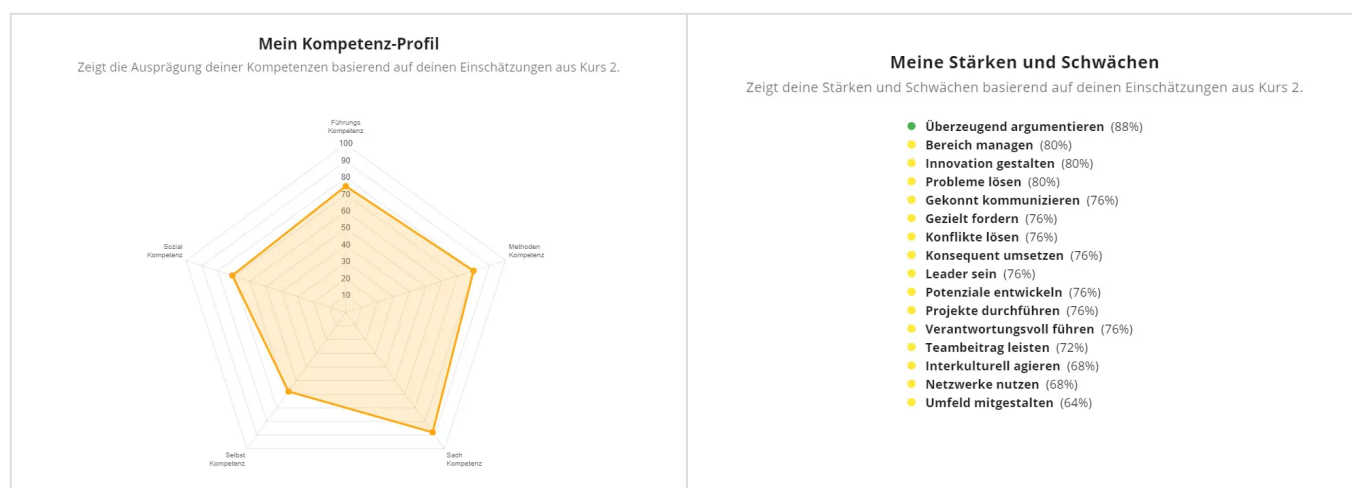 Mein Kompetenz-Profil
Zeigt die Ausprägung deiner Kompetenzen basierend auf deinen Einschätzungen aus Kurs 2.
Führungs
Kompetenz
100
90
80
70
60
50
40
30
20
10
Methoden
Kompetenz
Sach
Kompetenz
Selbst
Kompetenz
Sozial
Kompetenz
Meine Stärken und Schwächen
Zeigt deine Stärken und Schwächen basierend auf deinen Einschätzungen aus Kurs 2.
Überzeugend argumentieren (88%)
Bereich managen (80%)
Innovation gestalten (80%)
Probleme lösen (80%)
Gekonnt kommunizieren (76%)
Gezielt fordern (76%)
Konflikte lösen (76%)
Konsequent umsetzen (76%)
Leader sein (76%)
Potenziale entwickeln (76%)
Projekte durchführen (76%)
Verantwortungsvoll führen (76%)
Teambeitrag leisten (72%)
Interkulturell agieren (68%)
Netzwerke nutzen (68%)
Umfeld mitgestalten (64%)